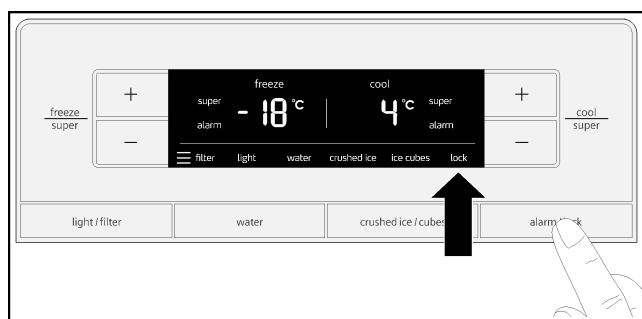 freeze
super
+
−
freeze
cool
super
alarm
-18 °C
4 °C
super
alarm
filter light water crushed ice ice cubes lock
+
−
cool
super
light / filter
water
crushed ice / cubes
alarm